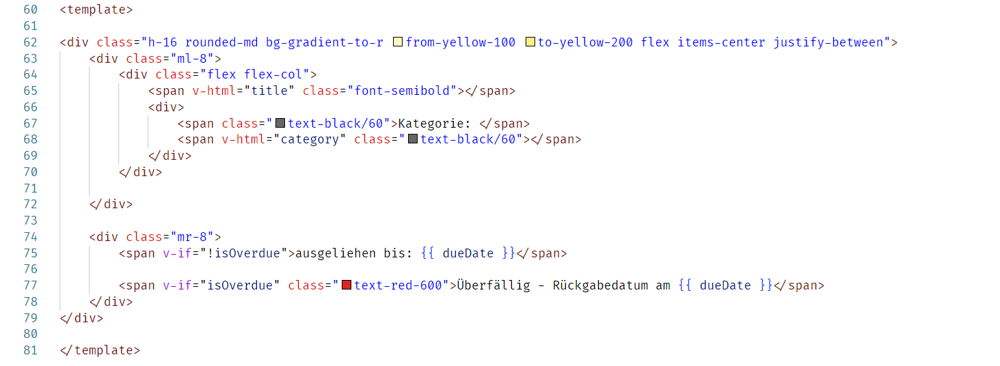 60 <template>
61
62 <div class="h-16 rounded-md bg-gradient-to-r from-yellow-100 to-yellow-200 flex items-center justify-between">
63     <div class="ml-8">
64         <div class="flex flex-col">
65             <span v-html="title" class="font-semibold"></span>
66             <div>
67                 <span class="text-black/60">Kategorie: </span>
68                 <span v-html="category" class="text-black/60"></span>
69             </div>
70         </div>
71
72     </div>
73
74     <div class="mr-8">
75         <span v-if="!isOverdue">ausgeliehen bis: {{ dueDate }}</span>
76
77         <span v-if="isOverdue" class="text-red-600">Überfällig - Rückgabedatum am {{ dueDate }}</span>
78     </div>
79 </div>
80
81 </template>